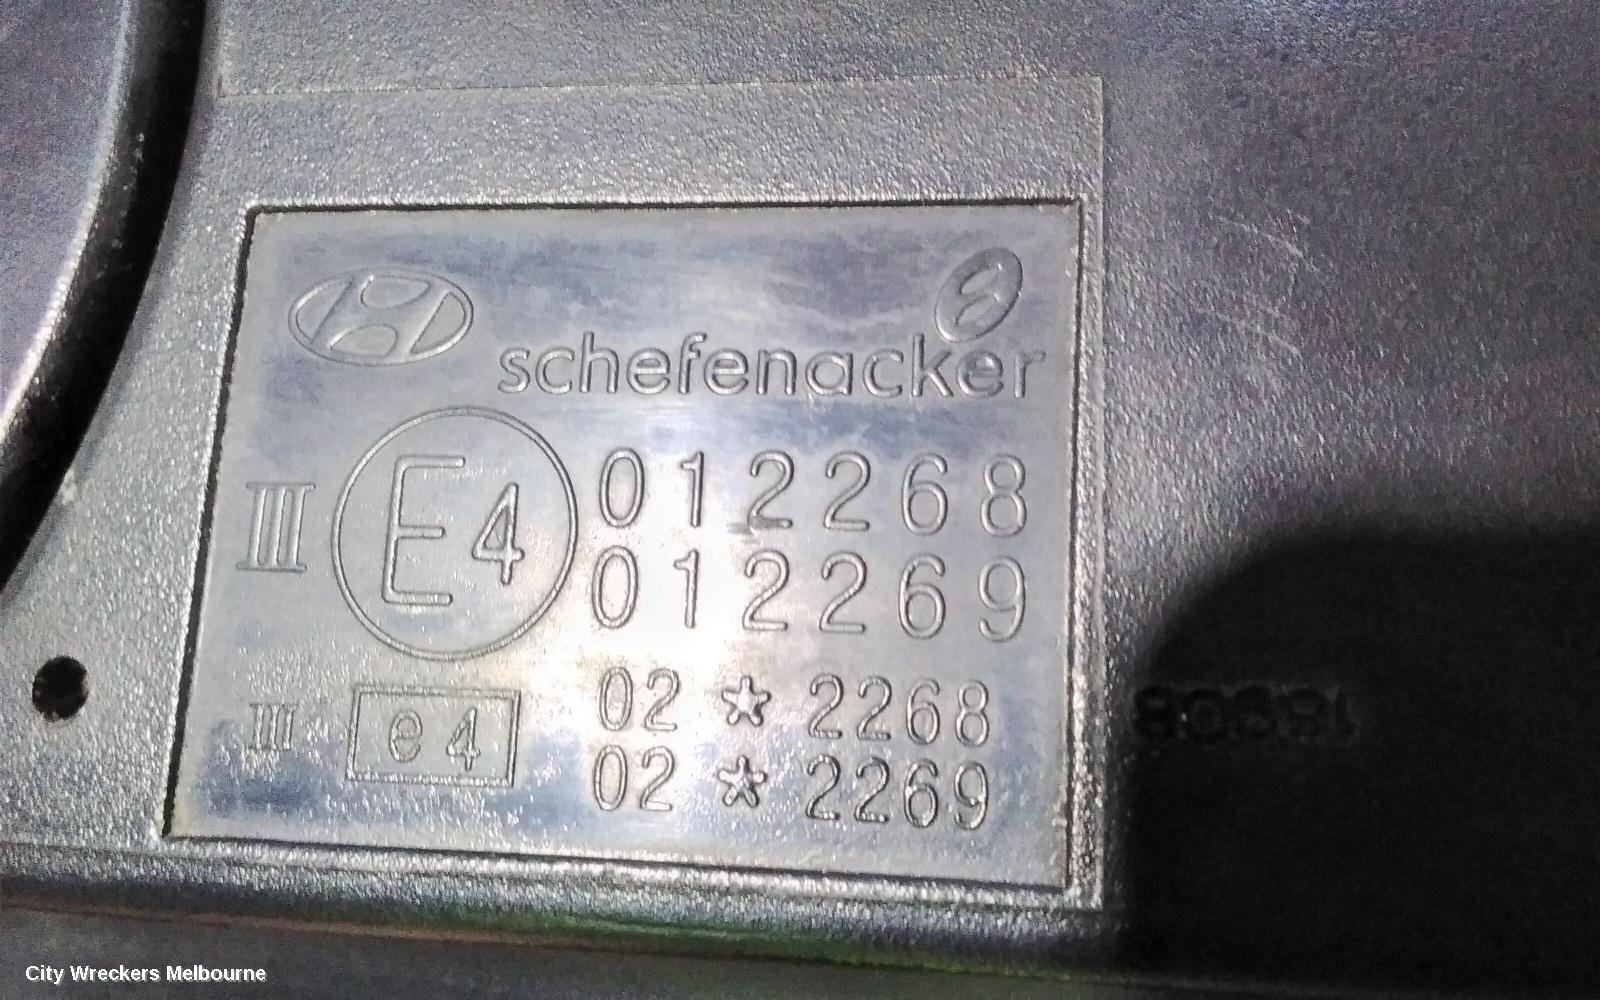 schefenacker
III E4 012268
012269
III e4 02 ★ 2268
02 ★ 2269
City Wreckers Melbourne